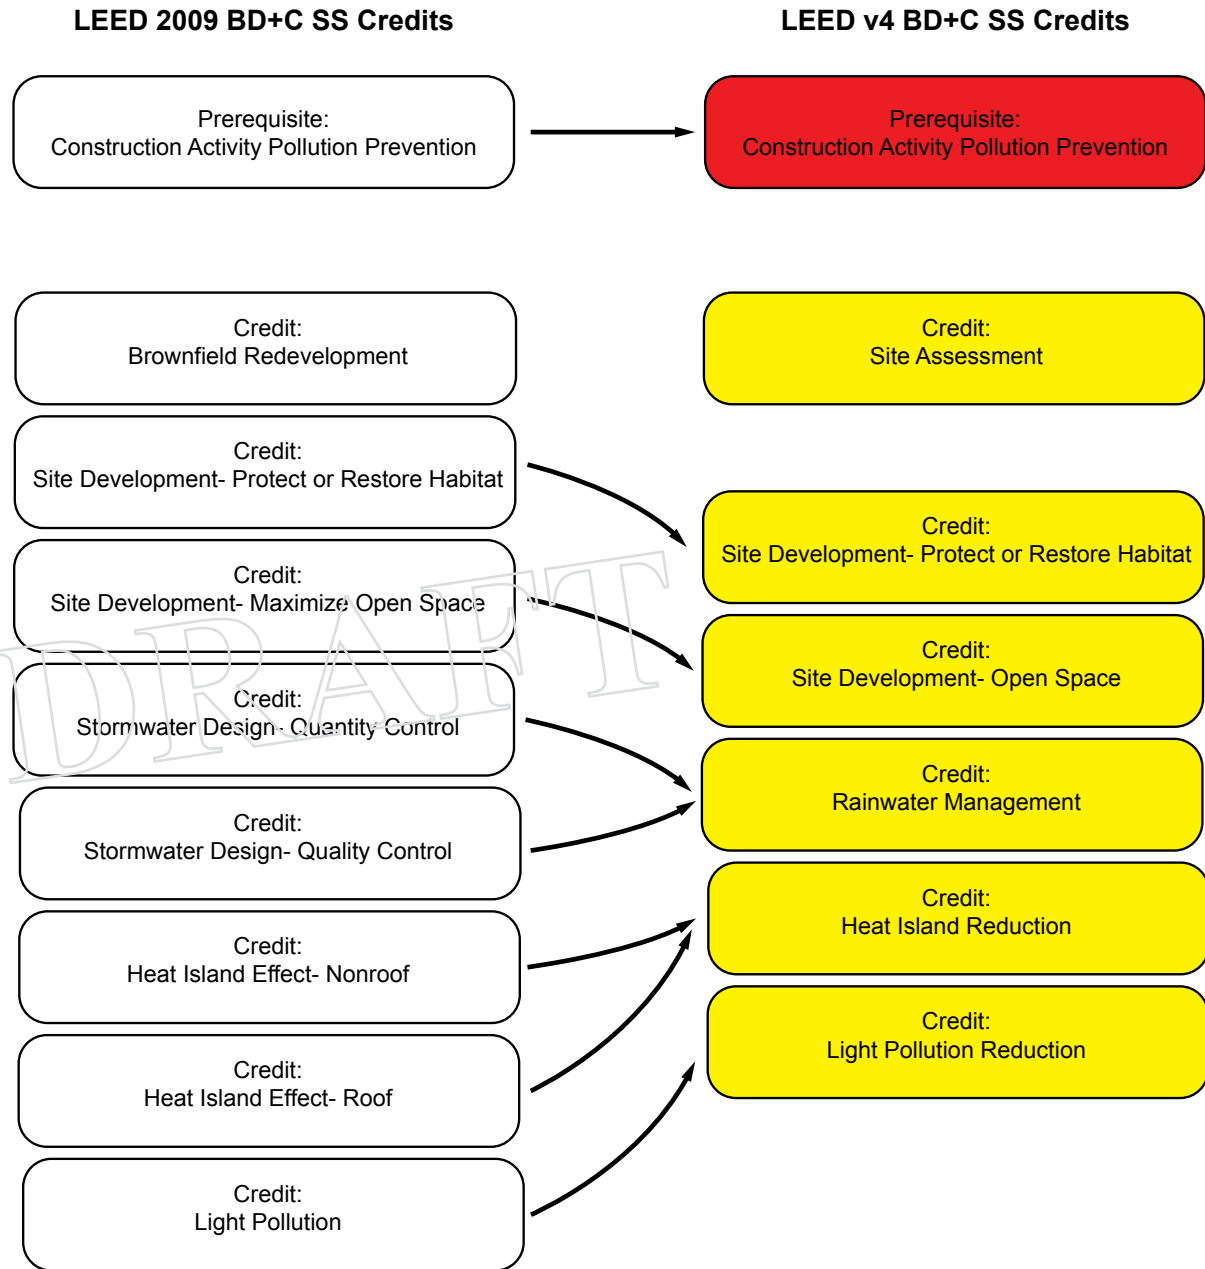 LEED 2009 BD+C SS Credits
LEED v4 BD+C SS Credits
Prerequisite:
Construction Activity Pollution Prevention
Prerequisite:
Construction Activity Pollution Prevention
Credit:
Brownfield Redevelopment
Credit:
Site Assessment
Credit:
Site Development- Protect or Restore Habitat
Credit:
Site Development- Protect or Restore Habitat
Credit:
Site Development- Maximize Open Space
Credit:
Site Development- Open Space
Credit:
Stormwater Design- Quantity Control
Credit:
Rainwater Management
Credit:
Stormwater Design- Quality Control
Credit:
Heat Island Reduction
Credit:
Heat Island Effect- Nonroof
Credit:
Light Pollution Reduction
Credit:
Heat Island Effect- Roof
Credit:
Light Pollution
DRAFT